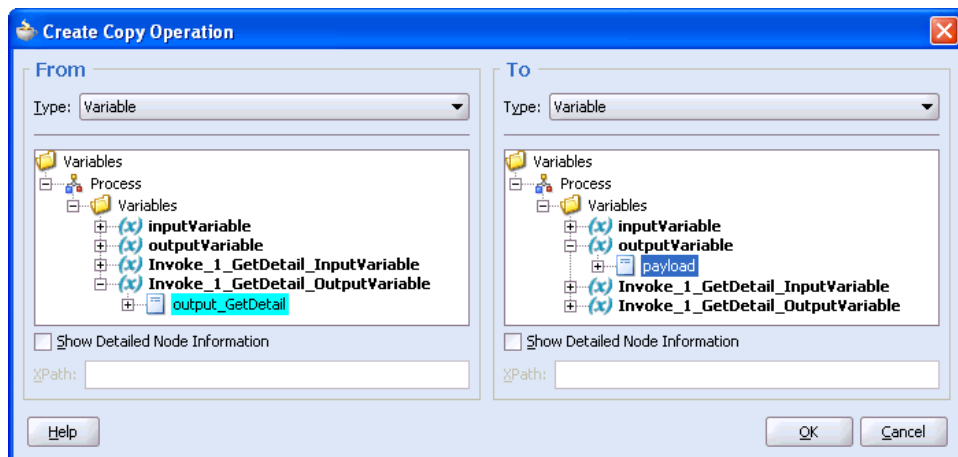 Create Copy Operation
From
Type: Variable
Variables
Process
Variables
inputVariable
outputVariable
Invoke_1_GetDetail_InputVariable
Invoke_1_GetDetail_OutputVariable
output_GetDetail
Show Detailed Node Information
XPath:
To
Type: Variable
Variables
Process
Variables
inputVariable
outputVariable
payload
Invoke_1_GetDetail_InputVariable
Invoke_1_GetDetail_OutputVariable
Show Detailed Node Information
XPath:
Help
OK
Cancel